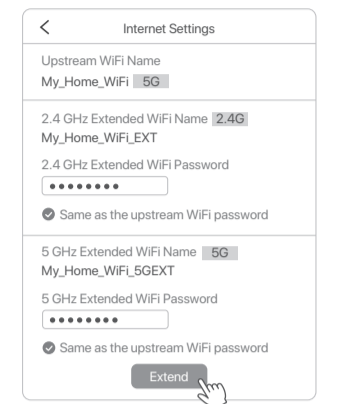 Internet Settings
Upstream WiFi Name
My_Home_WiFi 5G
2.4 GHz Extended WiFi Name 2.4G
My_Home_WiFi_EXT
2.4 GHz Extended WiFi Password
••••••••
Same as the upstream WiFi password
5 GHz Extended WiFi Name 5G
My_Home_WiFi_5GEXT
5 GHz Extended WiFi Password
••••••••
Same as the upstream WiFi password
Extend